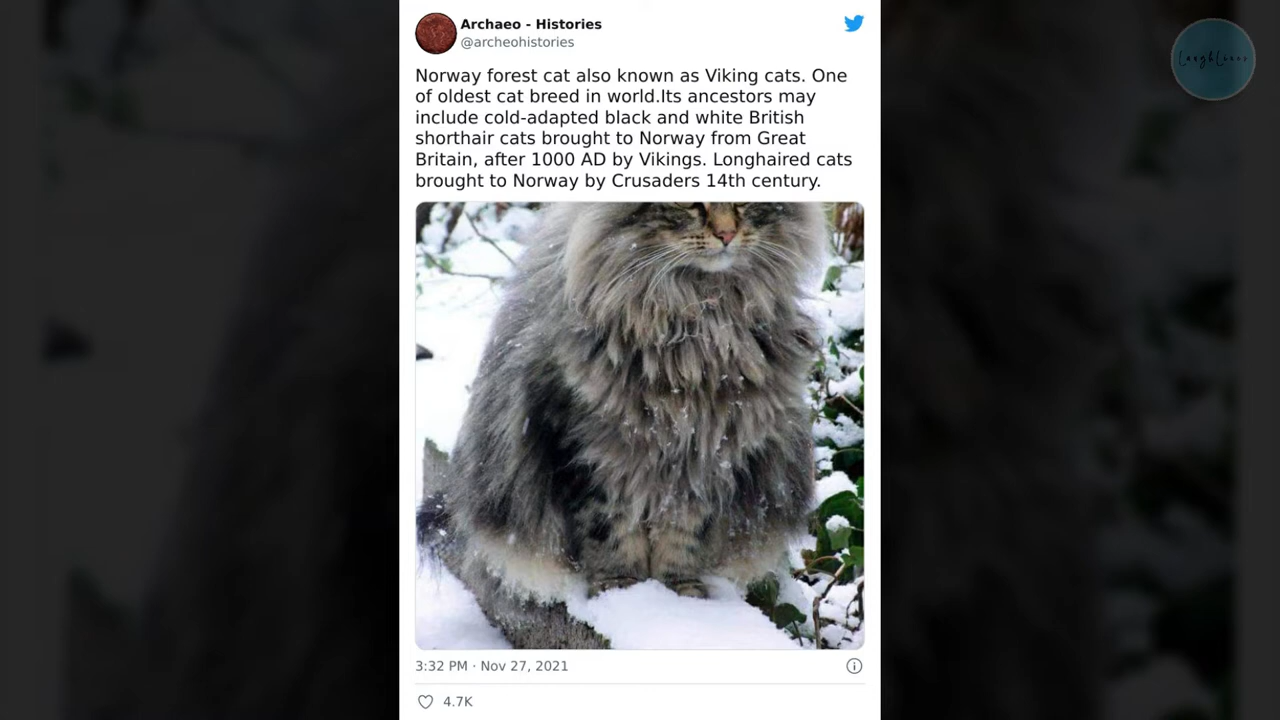 Archaeo - Histories
@archeohistories
Norway forest cat also known as Viking cats. One
of oldest cat breed in world.Its ancestors may
include cold-adapted black and white British
shorthair cats brought to Norway from Great
Britain, after 1000 AD by Vikings. Longhaired cats
brought to Norway by Crusaders 14th century.
3:32 PM · Nov 27, 2021
4.7K